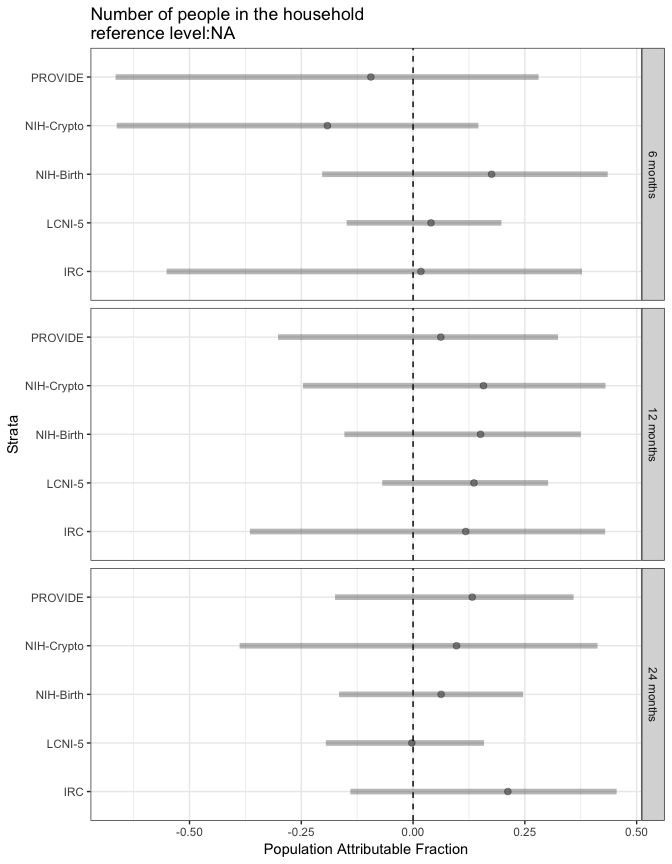 Number of people in the household
reference level:NA
PROVIDE
NIH-Crypto
NIH-Birth
LCNI-5
IRC
6 months
PROVIDE
NIH-Crypto
NIH-Birth
LCNI-5
IRC
12 months
PROVIDE
NIH-Crypto
NIH-Birth
LCNI-5
IRC
24 months
Strata
-0.50
-0.25
0.00
0.25
0.50
Population Attributable Fraction